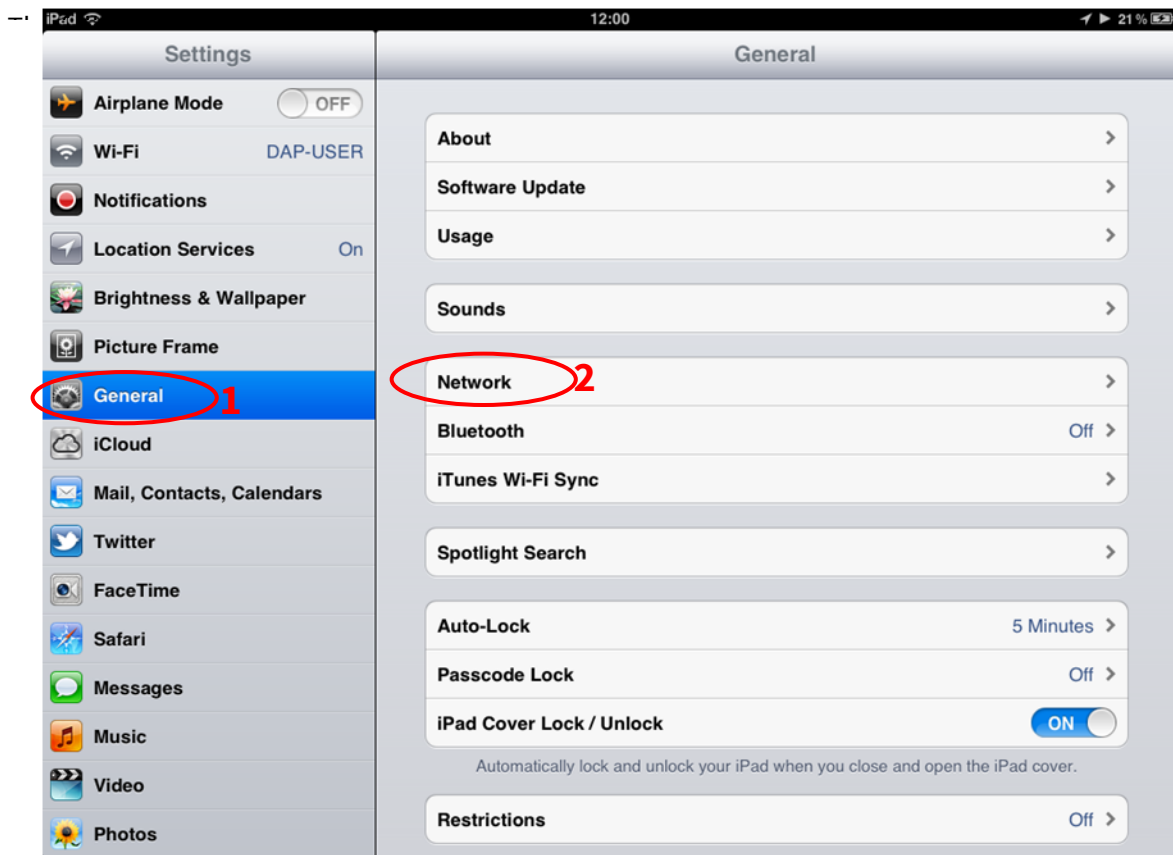 iPad 12:00 21%
Settings
Airplane Mode OFF
Wi-Fi DAP-USER
Notifications
Location Services On
Brightness & Wallpaper
Picture Frame
General 1
iCloud
Mail, Contacts, Calendars
Twitter
FaceTime
Safari
Messages
Music
Video
Photos
General
About
Software Update
Usage
Sounds
Network 2
Bluetooth Off
iTunes Wi-Fi Sync
Spotlight Search
Auto-Lock 5 Minutes
Passcode Lock Off
iPad Cover Lock / Unlock ON
Automatically lock and unlock your iPad when you close and open the iPad cover.
Restrictions Off